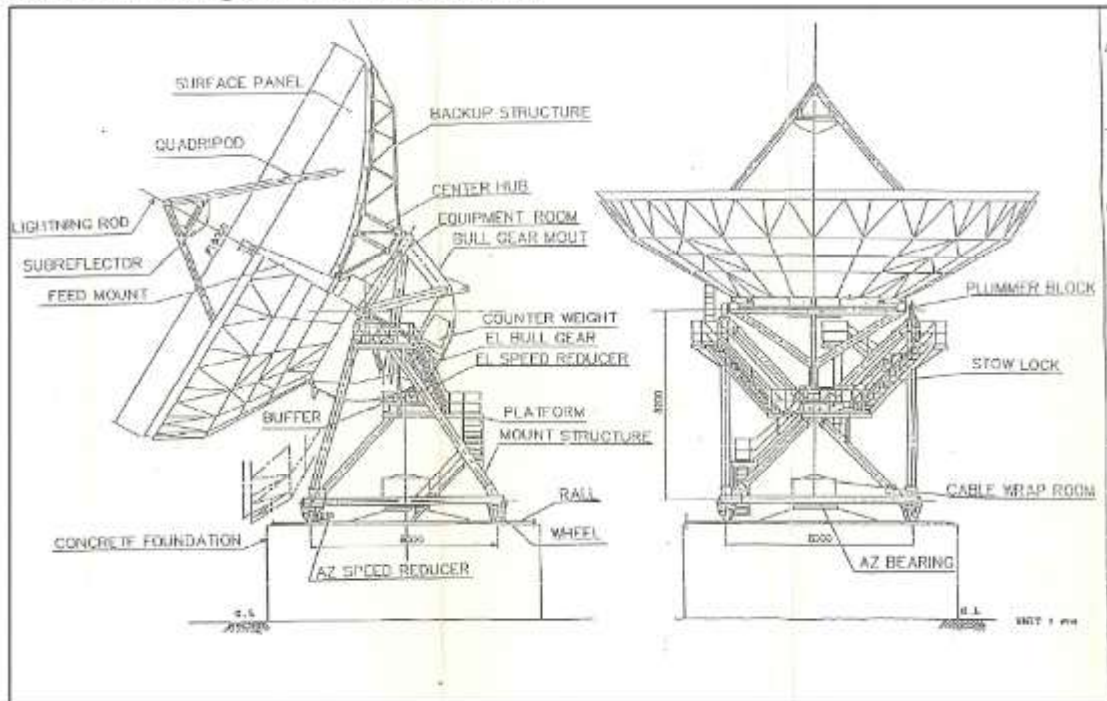 SURFACE PANEL
QUADRIPOD
LIGHTNING ROD
SUBREFLECTOR
FEED MOUNT
BACKUP STRUCTURE
CENTER HUB
EQUIPMENT ROOM
BULL GEAR MOUT
COUNTER WEIGHT
EL BULL GEAR
EL SPEED REDUCER
BUFFER
PLATFORM
MOUNT STRUCTURE
RAIL
WHEEL
CONCRETE FOUNDATION
AZ SPEED REDUCER
G.L
PLUMMER BLOCK
STOW LOCK
CABLE WRAP ROOM
AZ BEARING
G.L